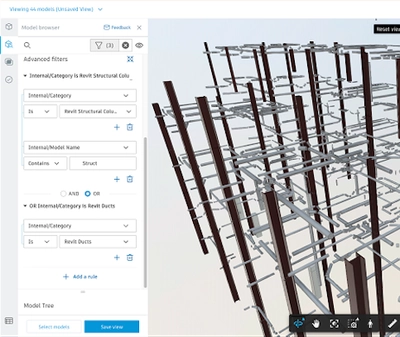 Viewing 44 models (Unsaved View)
Reset view
Model browser
Feedback
(3)
Advanced filters
Internal/Category Is Revit Structural Colu
Internal/Category
Is
Revit Structural Colu...
Internal/Model Name
Contains
Struct
AND
OR
OR Internal/Category Is Revit Ducts
Internal/Category
Is
Revit Ducts
Add a rule
Model Tree
Select models
Save view